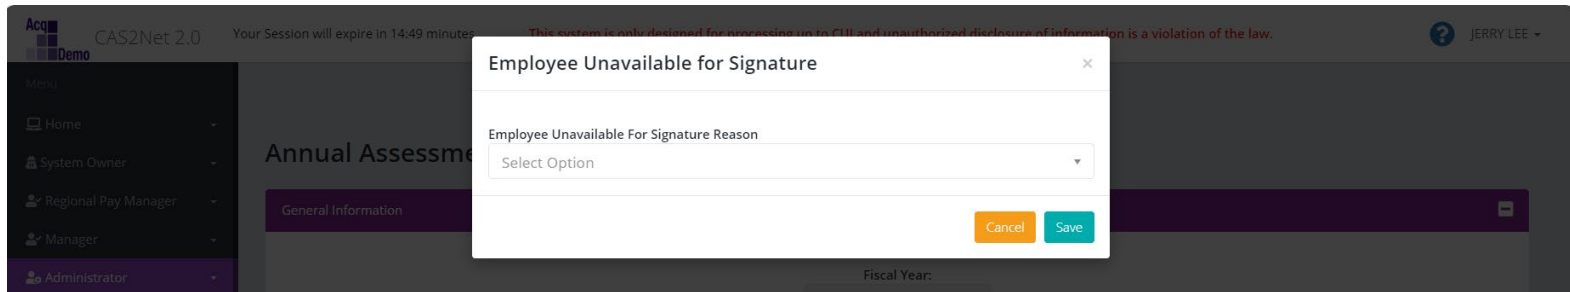 Acq
Demo
CAS2Net 2.0
Your Session will expire in 14:49 minutes
This system is only designed for processing up to CUI and unauthorized disclosure of information is a violation of the law.
?
JERRY LEE
Employee Unavailable for Signature
×
Menu
Home
System Owner
Regional Pay Manager
Manager
Administrator
Annual Assessme
General Information
Employee Unavailable For Signature Reason
Select Option
Cancel
Save
Fiscal Year: